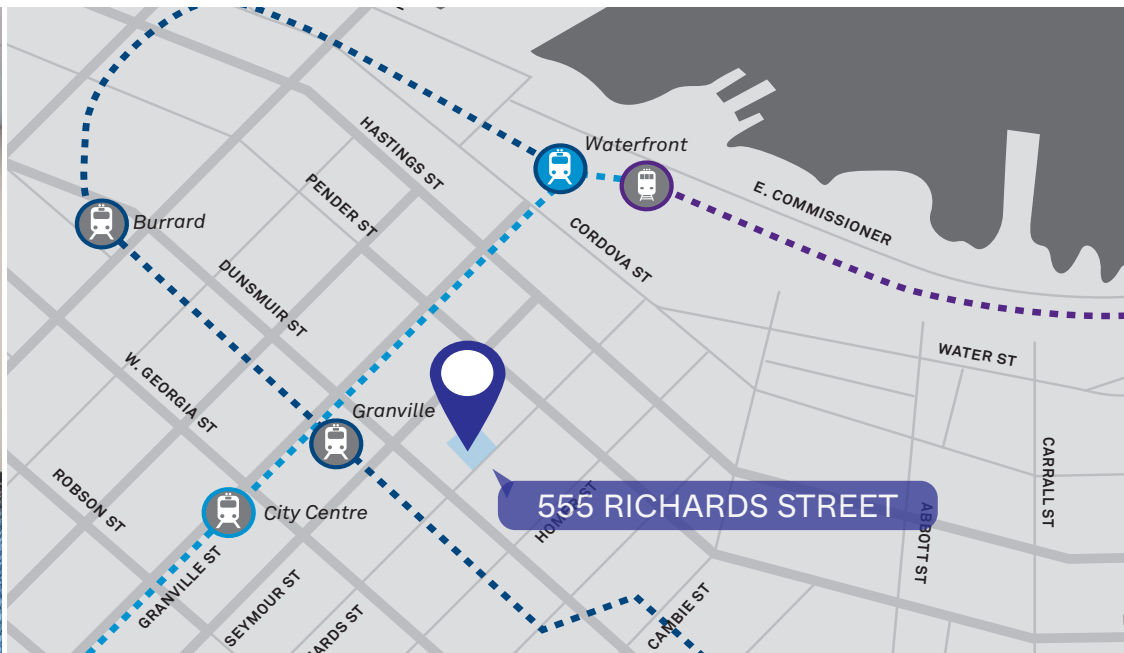 HASTINGS ST
Waterfront
PENDER ST
E. COMMISSIONER
Burrard
CORDOVA ST
DUNSMUIR ST
WATER ST
W. GEORGIA ST
Granville
CARRALL ST
ROBSON ST
555 RICHARDS STREET
City Centre
ABBOTT ST
GRANVILLE ST
SEYMOUR ST
CAMBIE ST